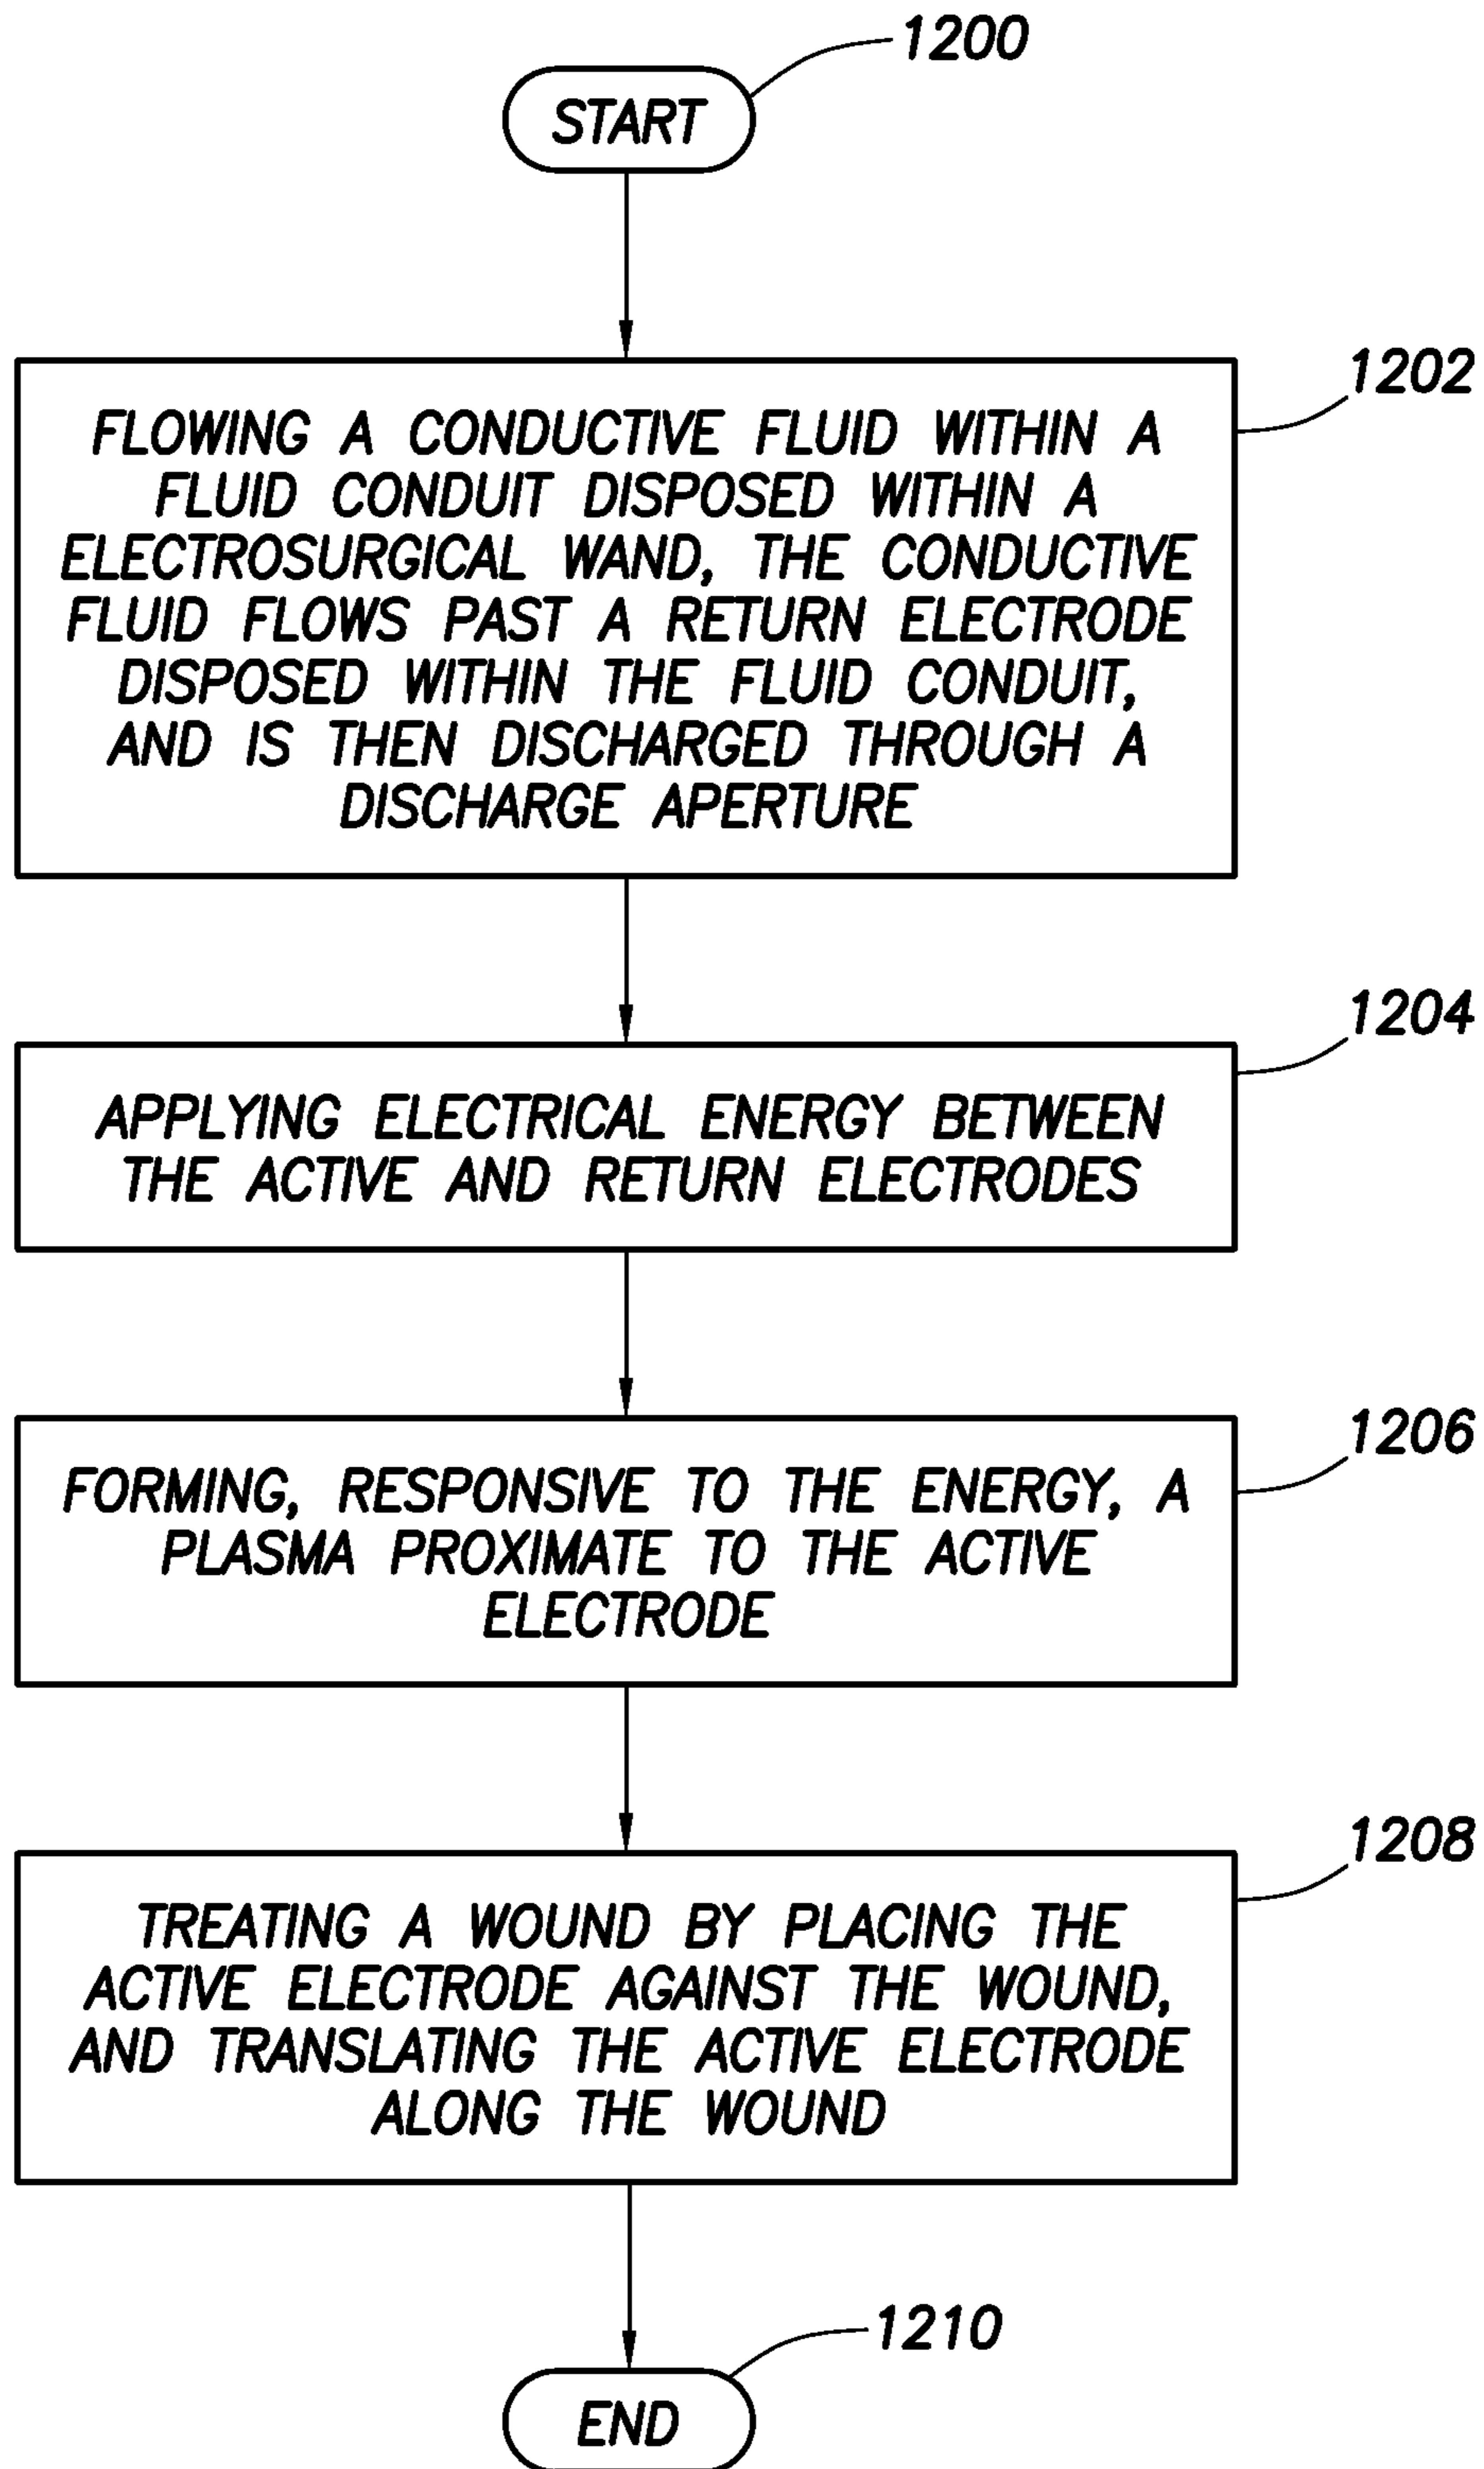 1200
START
1202
FLOWING A CONDUCTIVE FLUID WITHIN A
FLUID CONDUIT DISPOSED WITHIN A
ELECTROSURGICAL WAND, THE CONDUCTIVE
FLUID FLOWS PAST A RETURN ELECTRODE
DISPOSED WITHIN THE FLUID CONDUIT,
AND IS THEN DISCHARGED THROUGH A
DISCHARGE APERTURE
1204
APPLYING ELECTRICAL ENERGY BETWEEN
THE ACTIVE AND RETURN ELECTRODES
1206
FORMING, RESPONSIVE TO THE ENERGY, A
PLASMA PROXIMATE TO THE ACTIVE
ELECTRODE
1208
TREATING A WOUND BY PLACING THE
ACTIVE ELECTRODE AGAINST THE WOUND,
AND TRANSLATING THE ACTIVE ELECTRODE
ALONG THE WOUND
1210
END